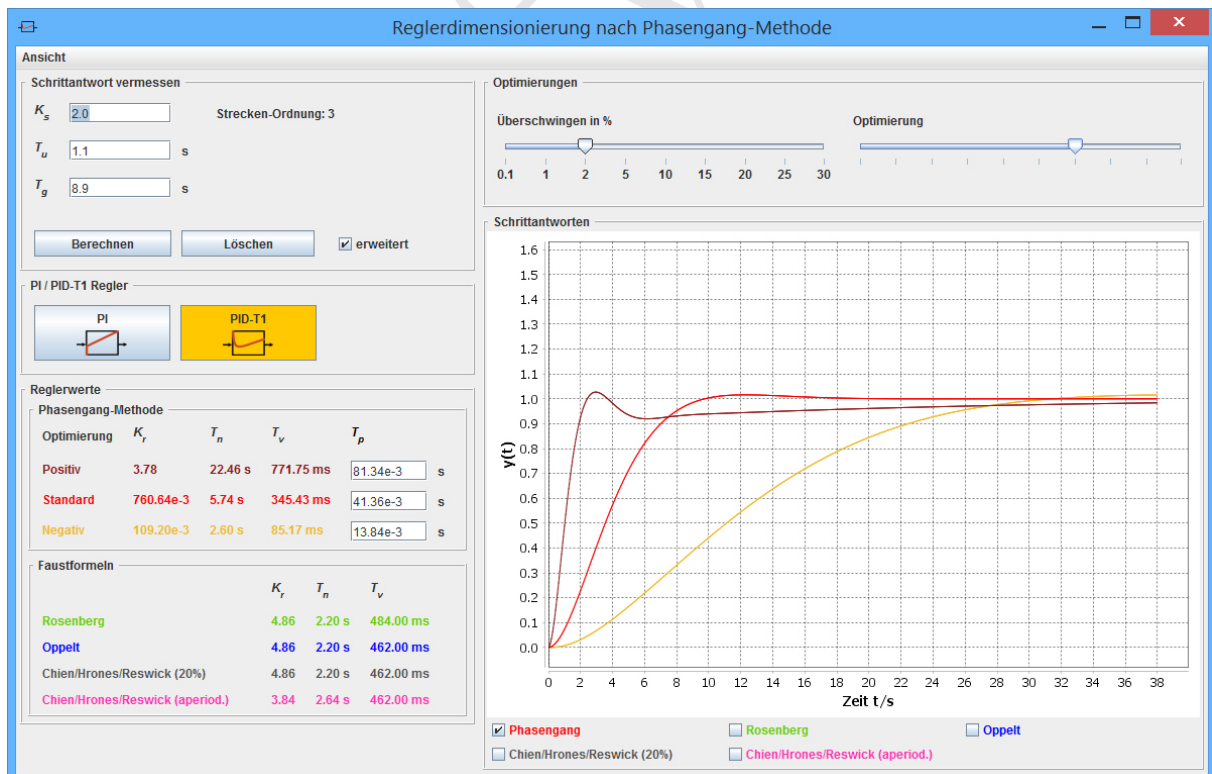 Reglerdimensionierung nach Phasengang-Methode
Ansicht
Schrittantwort vermessen
Ks 2.0 Strecken-Ordnung: 3
Tu 1.1 s
Tg 8.9 s
Berechnen Löschen erweitert
PI / PID-T1 Regler
PI PID-T1
Reglerwerte
Phasengang-Methode
Optimierung Kr Tn Tv Tp
Positiv 3.78 22.46 s 771.75 ms 81.34e-3 s
Standard 760.64e-3 5.74 s 345.43 ms 41.36e-3 s
Negativ 109.20e-3 2.60 s 85.17 ms 13.84e-3 s
Faustformeln
Kr Tn Tv
Rosenberg 4.86 2.20 s 484.00 ms
Oppelt 4.86 2.20 s 462.00 ms
Chien/Hrones/Reswick (20%) 4.86 2.20 s 462.00 ms
Chien/Hrones/Reswick (aperiod.) 3.84 2.64 s 462.00 ms
Optimierungen
Überschwingen in % Optimierung
0.1 1 2 5 10 15 20 25 30
Schrittantworten
1.6
1.5
1.4
1.3
1.2
1.1
1.0
0.9
0.8
0.7
0.6
0.5
0.4
0.3
0.2
0.1
0.0
y(t)
0 2 4 6 8 10 12 14 16 18 20 22 24 26 28 30 32 34 36 38
Zeit t/s
Phasengang Rosenberg Oppelt
Chien/Hrones/Reswick (20%) Chien/Hrones/Reswick (aperiod.)